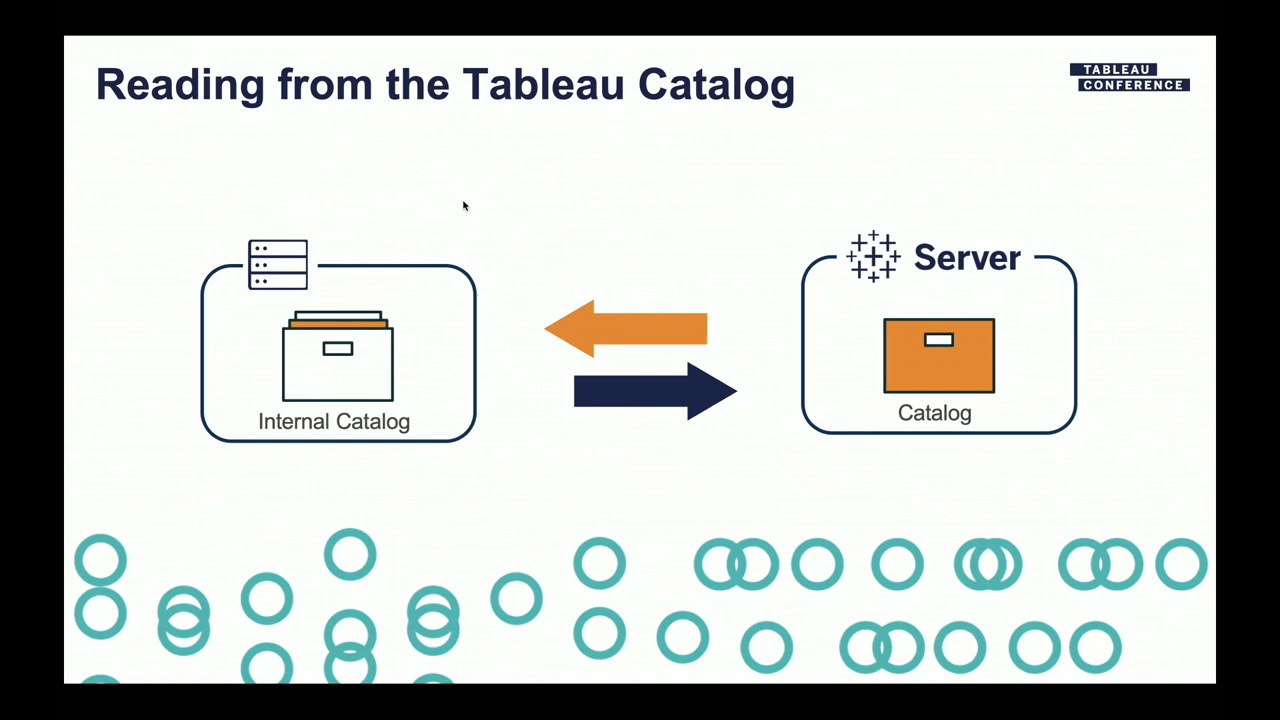 Reading from the Tableau Catalog
TABLEAU
CONFERENCE
Server
Internal Catalog
Catalog